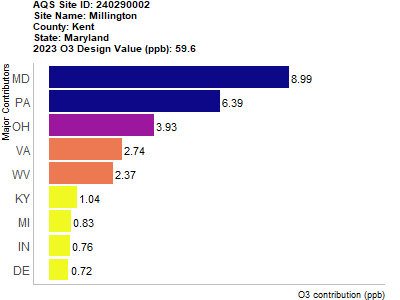 AQS Site ID: 240290002
Site Name: Millington
County: Kent
State: Maryland
2023 O3 Design Value (ppb): 59.6
Major Contributors
MD 8.99
PA 6.39
OH 3.93
VA 2.74
WV 2.37
KY 1.04
MI 0.83
IN 0.76
DE 0.72
O3 contribution (ppb)